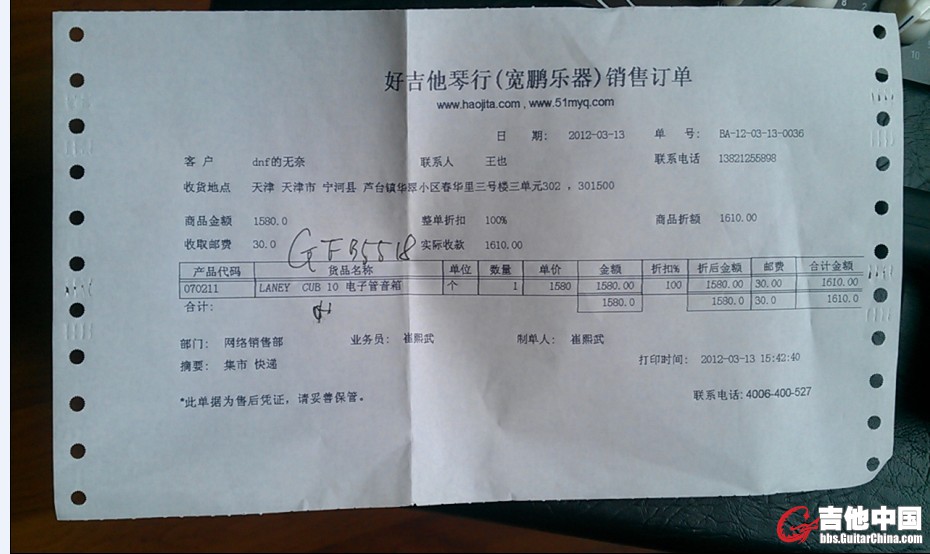 好吉他琴行(宽鹏乐器)销售订单
www.haojita.com , www.51myq.com
日 期: 2012-03-13 单 号: BA-12-03-13-0036
客 户 dnf的无奈 联系人 王也 联系电话 13821255898
收货地点 天津 天津市 宁河县 芦台镇华翠小区春华里三号楼三单元302 , 301500
商品金额 1580.0 整单折扣 100% 商品折额 1610.00
收取邮费 30.0 实际收款 1610.00
GFB5518
产品代码 货品名称 单位 数量 单价 金额 折扣% 折后金额 邮费 合计金额
070211 LANEY CUB 10 电子管音箱 个 1 1580 1580.00 100 1580.00 30.00 1610.00
合计: 1580.0 1580.0 30.0 1610.0
部门: 网络销售部 业务员: 崔熙武 制单人: 崔熙武
摘要: 集市 快递 打印时间: 2012-03-13 15:42:40
*此单据为售后凭证，请妥善保管。 联系电话: 4006-400-527
吉他中国
bbs.GuitarChina.com